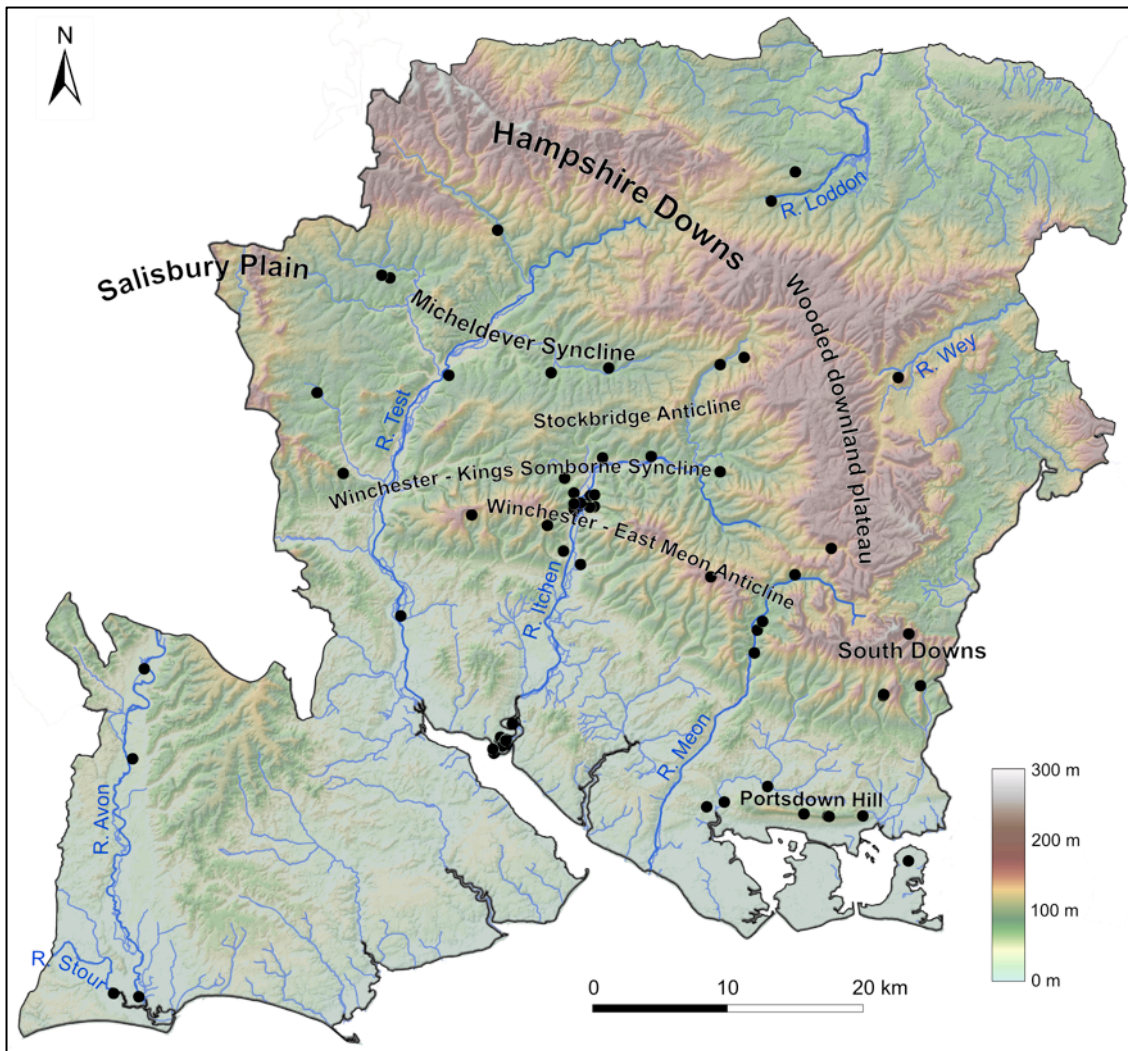 N
Hampshire Downs
R. Loddon
Salisbury Plain
Micheldever Syncline
Wooded downland plateau
R. Wey
R. Test
Stockbridge Anticline
Winchester - Kings Somborne Syncline
Winchester - East Meon Anticline
R. Itchen
South Downs
R. Meon
R. Avon
Portsdown Hill
300 m
200 m
100 m
0 m
R. Stour
0 10 20 km